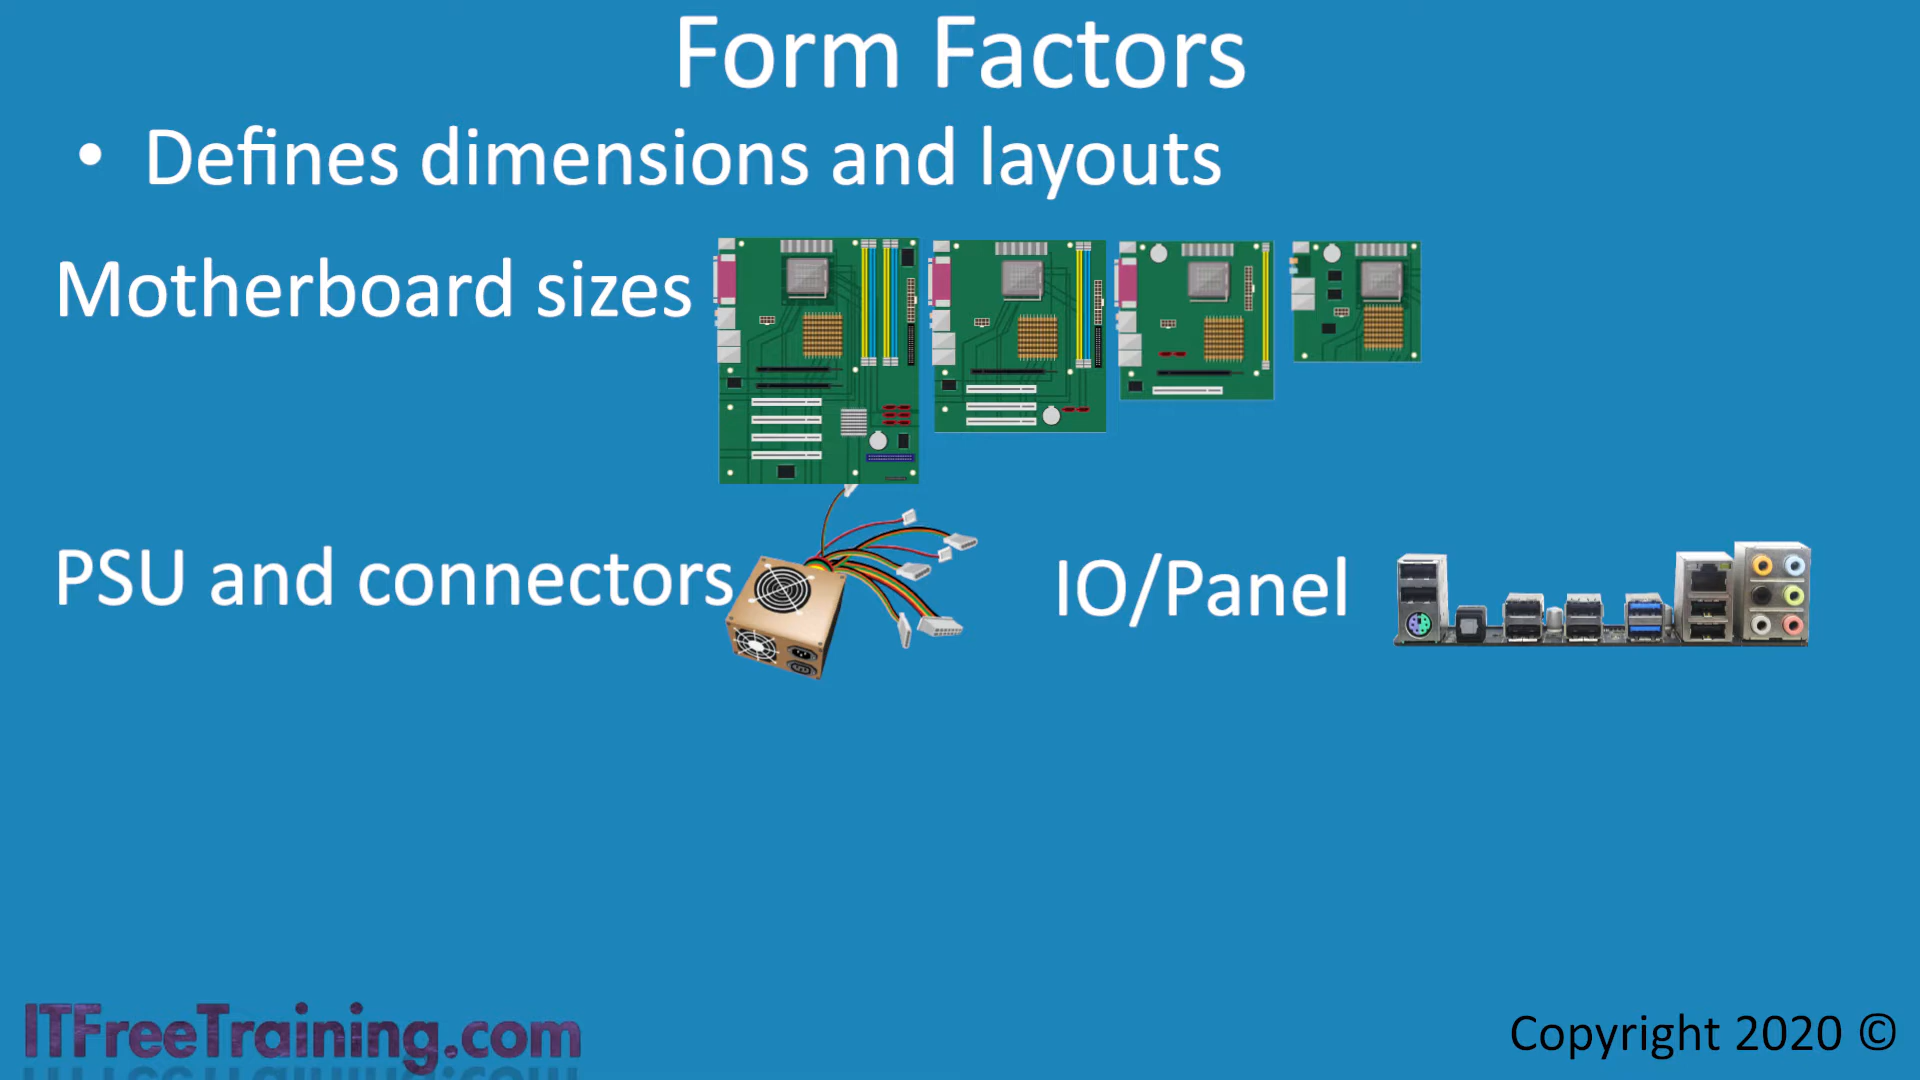 Form Factors
• Defines dimensions and layouts
Motherboard sizes
PSU and connectors
IO/Panel
ITFreeTraining.com
Copyright 2020 ©